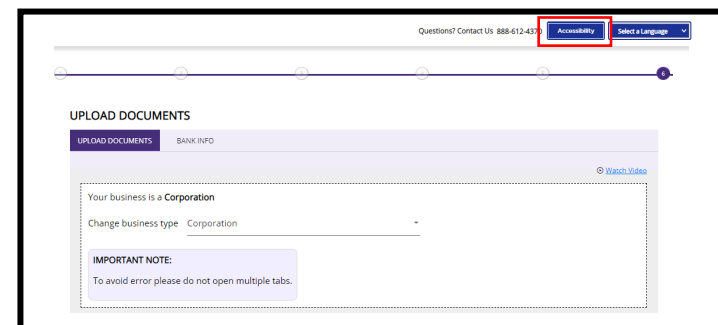 Questions? Contact Us 888-612-4370 Accessibility Select a Language
6
UPLOAD DOCUMENTS
UPLOAD DOCUMENTS BANK INFO
Watch Video
Your business is a Corporation
Change business type Corporation
IMPORTANT NOTE:
To avoid error please do not open multiple tabs.